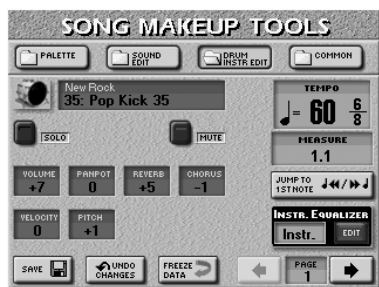 SONG MAKEUP TOOLS
PALETTE
SOUND EDIT
DRUM INSTR EDIT
COMMON
New Rock
35: Pop Kick 35
SOLO
MUTE
TEMPO
= 60 6/8
MEASURE
1.1
VOLUME
+7
PANPOT
0
REVERB
+5
CHORUS
-1
JUMP TO
1ST NOTE
VELOCITY
0
PITCH
+1
INSTR. EQUALIZER
Instr.
EDIT
SAVE
UNDO
CHANGES
FREEZE
DATA
PAGE
1